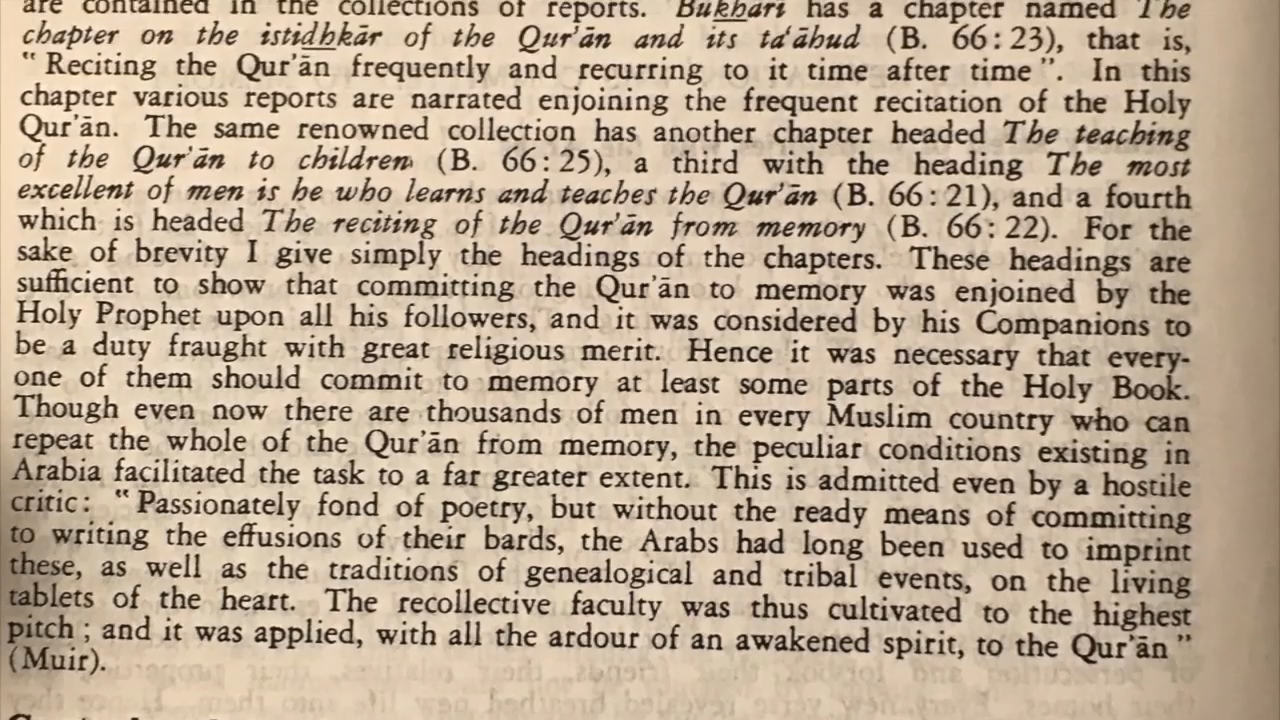 are contained in the collections of reports. Bukhārī has a chapter named The
chapter on the istidhkār of the Qur'ān and its ta'āhud (B. 66:23), that is,
"Reciting the Qur'ān frequently and recurring to it time after time". In this
chapter various reports are narrated enjoining the frequent recitation of the Holy
Qur'ān. The same renowned collection has another chapter headed The teaching
of the Qur'ān to children (B. 66:25), a third with the heading The most
excellent of men is he who learns and teaches the Qur'ān (B. 66:21), and a fourth
which is headed The reciting of the Qur'ān from memory (B. 66:22). For the
sake of brevity I give simply the headings of the chapters. These headings are
sufficient to show that committing the Qur'ān to memory was enjoined by the
Holy Prophet upon all his followers, and it was considered by his Companions to
be a duty fraught with great religious merit. Hence it was necessary that every-
one of them should commit to memory at least some parts of the Holy Book.
Though even now there are thousands of men in every Muslim country who can
repeat the whole of the Qur'ān from memory, the peculiar conditions existing in
Arabia facilitated the task to a far greater extent. This is admitted even by a hostile
critic: "Passionately fond of poetry, but without the ready means of committing
to writing the effusions of their bards, the Arabs had long been used to imprint
these, as well as the traditions of genealogical and tribal events, on the living
tablets of the heart. The recollective faculty was thus cultivated to the highest
pitch; and it was applied, with all the ardour of an awakened spirit, to the Qur'ān"
(Muir).